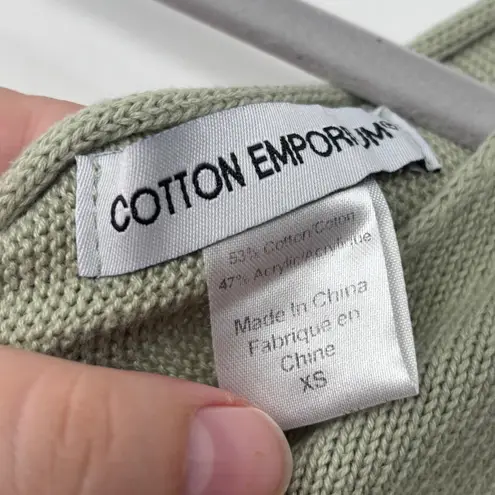 COTTON EMPORIUM®
53% Cotton/Coton
47% Acrylic/Acrylique
Made In China
Fabrique en
Chine
XS